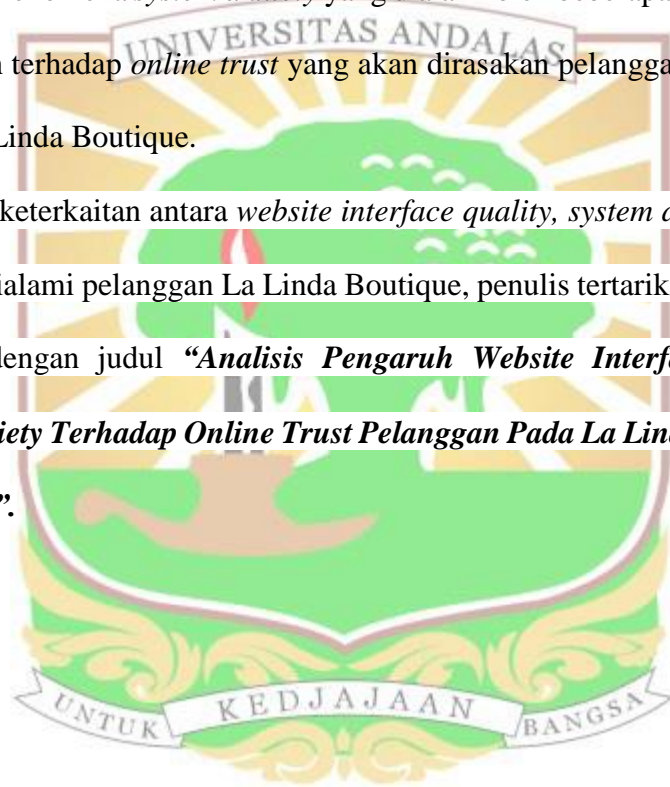 yang
UNIVERSITAS ANDALAS
terhadap online trust yang akan dirasakan pelangga
Linda Boutique.
keterkaitan antara website interface quality, system
ialami pelanggan La Linda Boutique, penulis tertarik
dengan judul “Analisis Pengaruh Website Interf
iety Terhadap Online Trust Pelanggan Pada La Lin
”.
UNTUK KEDJAJAAN BANGSA